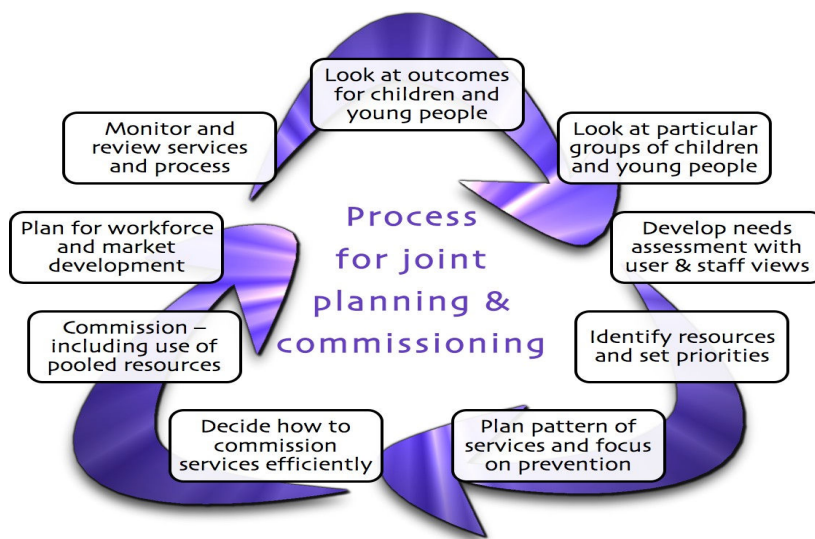 Look at outcomes
for children and
young people
Look at particular
groups of children
and young people
Develop needs
assessment with
user & staff views
Identify resources
and set priorities
Plan pattern of
services and focus
on prevention
Decide how to
commission
services efficiently
Commission –
including use of
pooled resources
Plan for workforce
and market
development
Monitor and
review services
and process
Process
for joint
planning &
commissioning